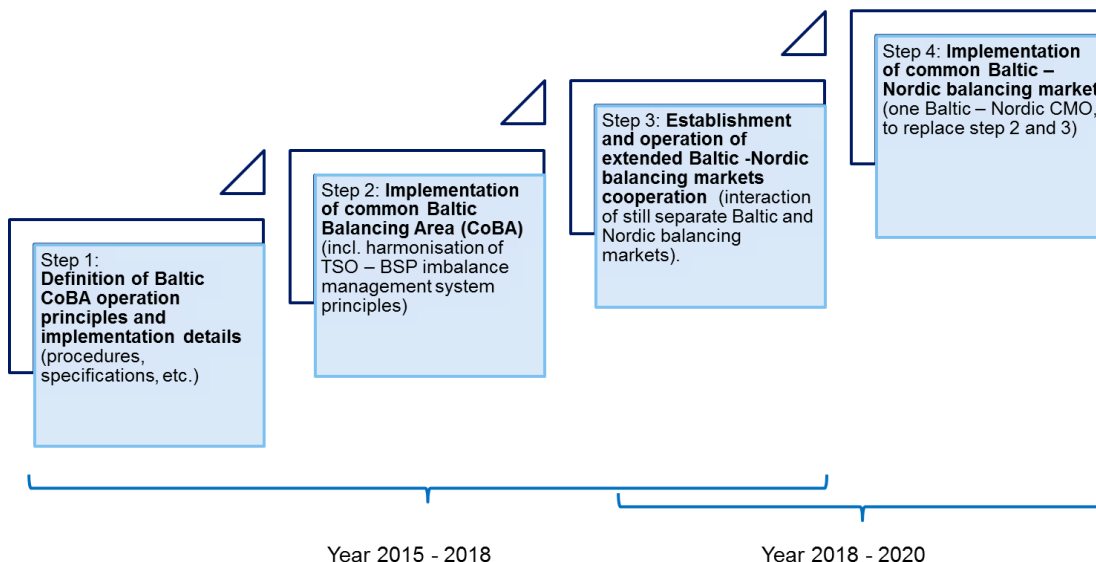 Step 1:
Definition of Baltic
CoBA operation
principles and
implementation details
(procedures,
specifications, etc.)
Step 2: Implementation
of common Baltic
Balancing Area (CoBA)
(incl. harmonisation of
TSO – BSP imbalance
management system
principles)
Step 3: Establishment
and operation of
extended Baltic -Nordic
balancing markets
cooperation (interaction
of still separate Baltic and
Nordic balancing
markets).
Step 4: Implementation
of common Baltic –
Nordic balancing market
(one Baltic – Nordic CMO,
to replace step 2 and 3)
Year 2015 - 2018
Year 2018 - 2020